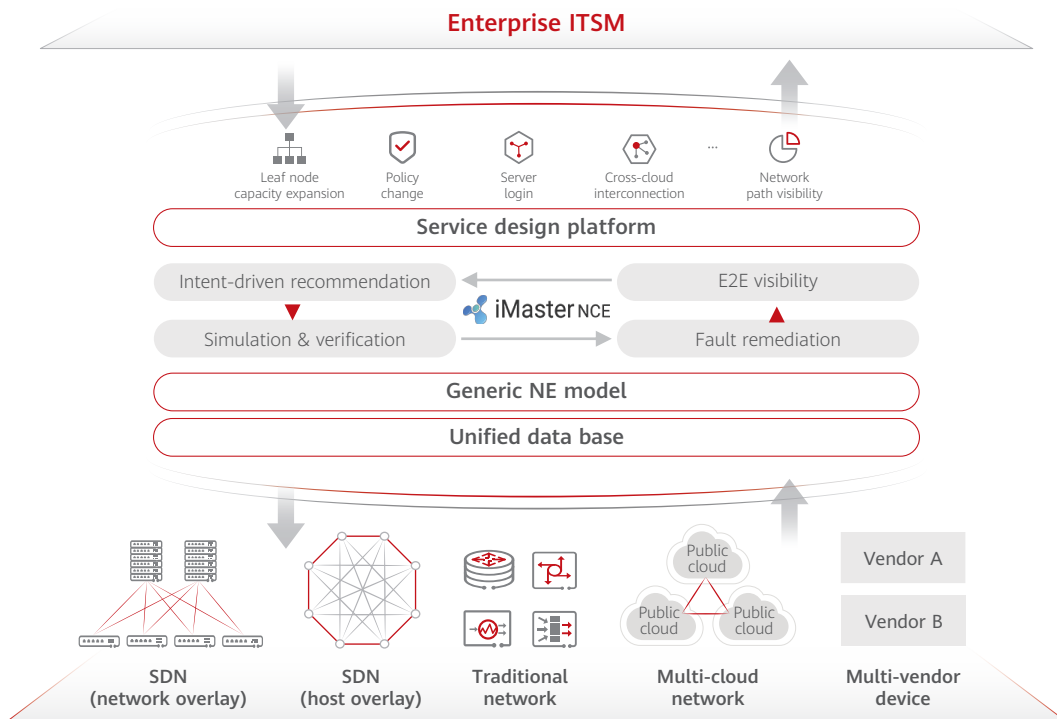 Enterprise ITSM
Leaf node
capacity expansion
Policy
change
Server
login
Cross-cloud
interconnection
...
Network
path visibility
Service design platform
Intent-driven recommendation
E2E visibility
iMaster NCE
Simulation & verification
Fault remediation
Generic NE model
Unified data base
Public
cloud
Public
cloud
Public
cloud
Vendor A
Vendor B
SDN
(network overlay)
SDN
(host overlay)
Traditional
network
Multi-cloud
network
Multi-vendor
device